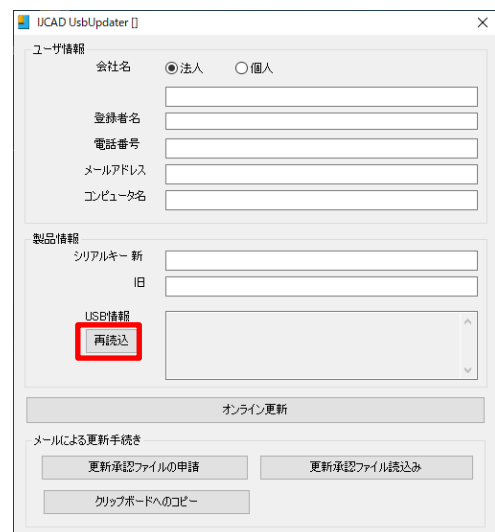 IJCAD UsbUpdater []
ユーザ情報
会社名 法人 個人
登録者名
電話番号
メールアドレス
コンピュータ名
製品情報
シリアルキー 新
旧
USB情報
再読込
オンライン更新
メールによる更新手続き
更新承認ファイルの申請 更新承認ファイル読込み
クリップボードへのコピー